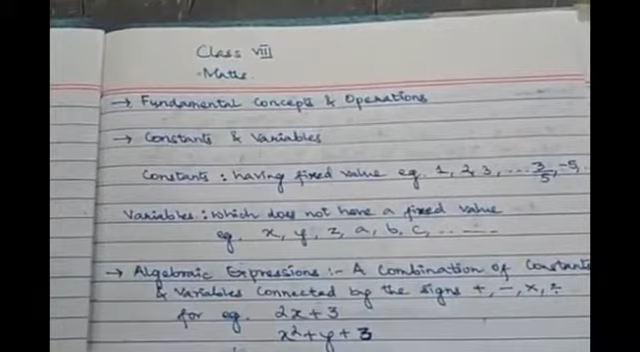 Class VIII
Maths.
→ Fundamental Concepts & Operations
→ Constants & Variables
Constants : having fixed value eg. 1, 2, 3, ... 3/5, -5.
Variables : which does not have a fixed value
eg. x, y, z, a, b, c, .......
→ Algebraic Expressions :- A Combination of Constants
& Variables connected by the signs +, -, x, ÷
for eg. 2x + 3
x² + y + 3